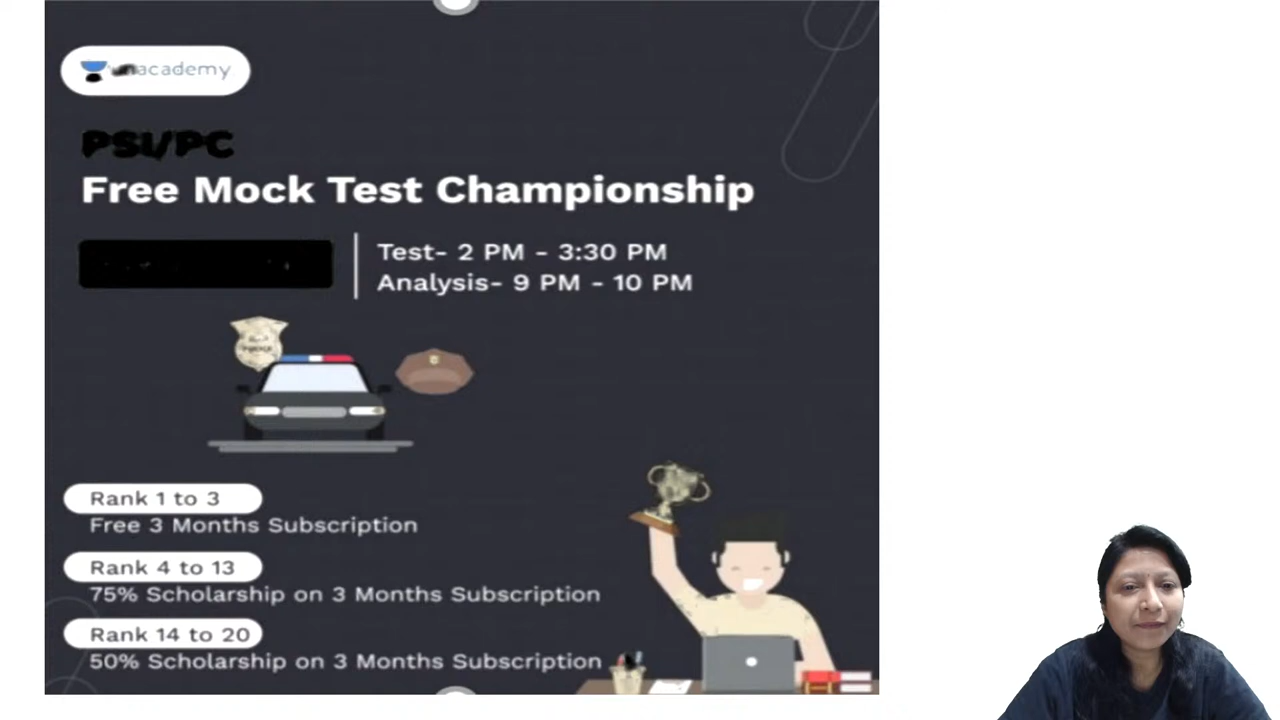 unacademy
PSI/PC
Free Mock Test Championship
Test- 2 PM - 3:30 PM
Analysis- 9 PM - 10 PM
Rank 1 to 3
Free 3 Months Subscription
Rank 4 to 13
75% Scholarship on 3 Months Subscription
Rank 14 to 20
50% Scholarship on 3 Months Subscription